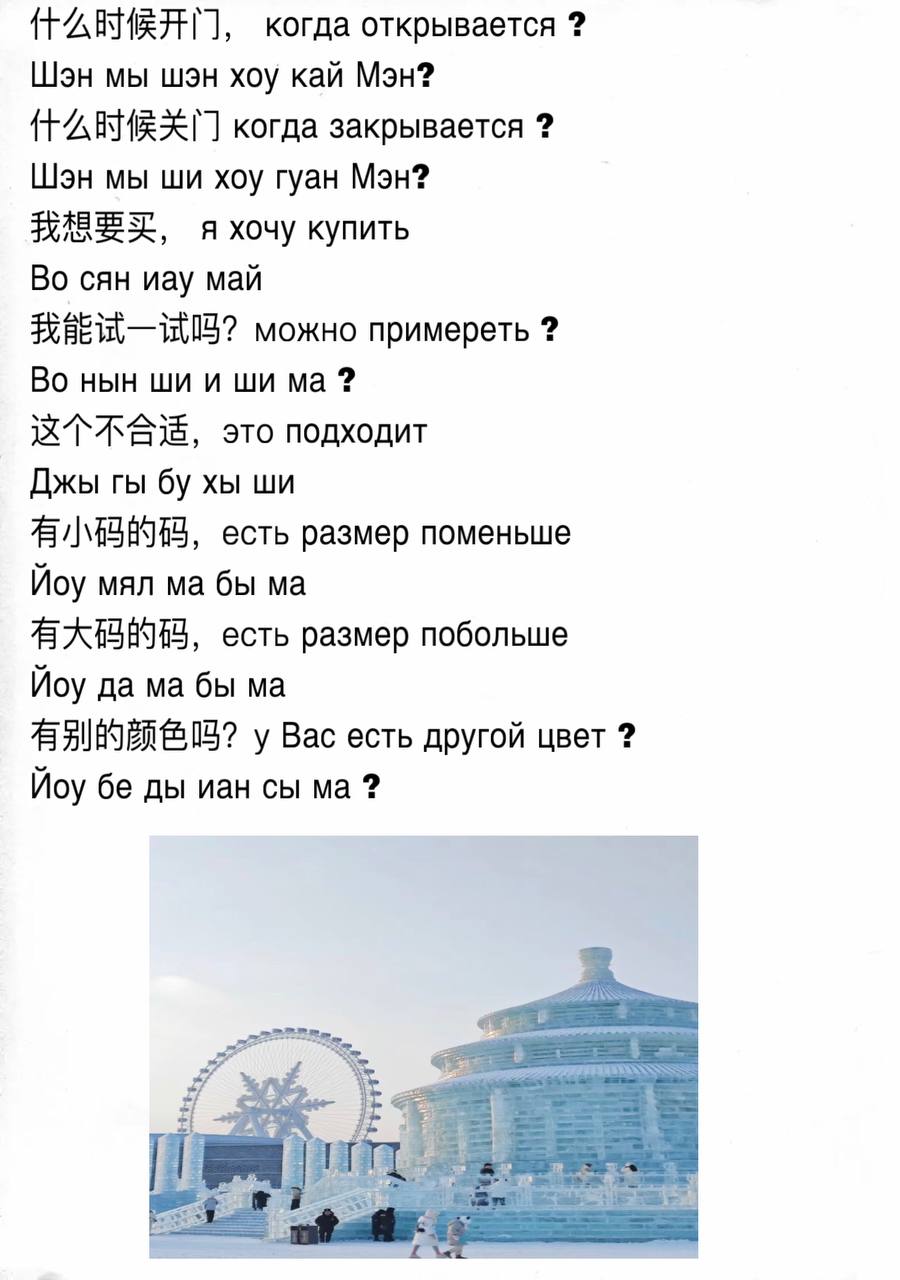 什么时候开门， когда открывается ?
Шэн мы шэн хоу кай Мэн?
什么时候关门 когда закрывается ?
Шэн мы ши хоу гуан Мэн?
我想要买， я хочу купить
Во сян иау май
我能试一试吗？можно примереть ?
Во нын ши и ши ма ?
这个不合适，это подходит
Джы гы бу хы ши
有小码的码，есть размер поменьше
Йоу мял ма бы ма
有大码的码，есть размер побольше
Йоу да ма бы ма
有别的颜色吗？у Вас есть другой цвет ?
Йоу бе ды иан сы ма ?